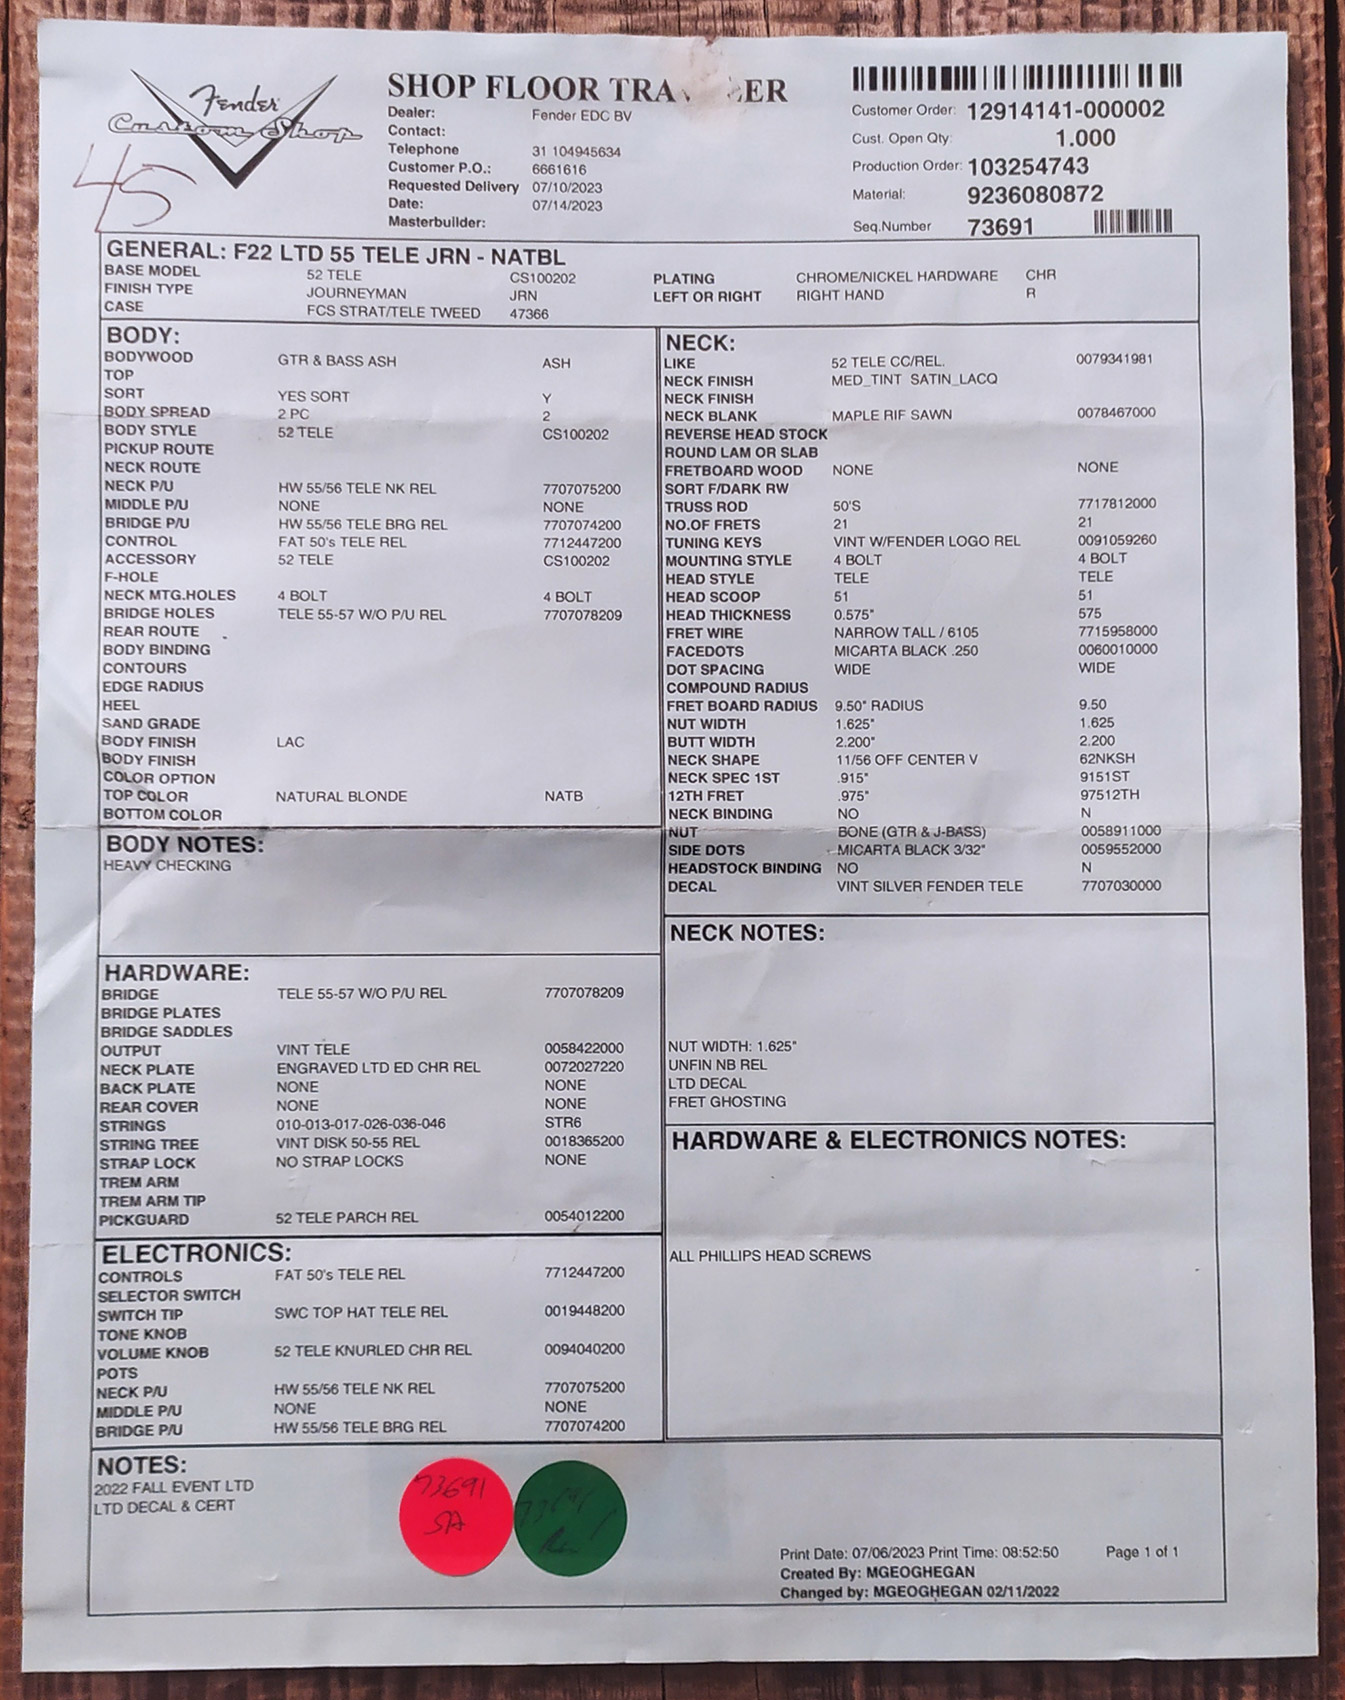 Fender
Custom Shop
45
SHOP FLOOR TRA ER
Dealer: Fender EDC BV
Contact:
Telephone 31 104945634
Customer P.O.: 6661616
Requested Delivery 07/10/2023
Date: 07/14/2023
Masterbuilder:
Customer Order: 12914141-000002
Cust. Open Qty: 1.000
Production Order: 103254743
Material: 9236080872
Seq.Number 73691
GENERAL: F22 LTD 55 TELE JRN - NATBL
BASE MODEL 52 TELE CS100202
FINISH TYPE JOURNEYMAN JRN
CASE FCS STRAT/TELE TWEED 47366
PLATING CHROME/NICKEL HARDWARE CHR
LEFT OR RIGHT RIGHT HAND R
BODY:
BODYWOOD GTR & BASS ASH ASH
TOP
SORT YES SORT Y
BODY SPREAD 2 PC 2
BODY STYLE 52 TELE CS100202
PICKUP ROUTE
NECK ROUTE
NECK P/U HW 55/56 TELE NK REL 7707075200
MIDDLE P/U NONE NONE
BRIDGE P/U HW 55/56 TELE BRG REL 7707074200
CONTROL FAT 50's TELE REL 7712447200
ACCESSORY 52 TELE CS100202
F-HOLE
NECK MTG.HOLES 4 BOLT 4 BOLT
BRIDGE HOLES TELE 55-57 W/O P/U REL 7707078209
REAR ROUTE
BODY BINDING
CONTOURS
EDGE RADIUS
HEEL
SAND GRADE
BODY FINISH LAC
BODY FINISH
COLOR OPTION
TOP COLOR NATURAL BLONDE NATB
BOTTOM COLOR
BODY NOTES:
HEAVY CHECKING
HARDWARE:
BRIDGE TELE 55-57 W/O P/U REL 7707078209
BRIDGE PLATES
BRIDGE SADDLES
OUTPUT VINT TELE 0058422000
NECK PLATE ENGRAVED LTD ED CHR REL 0072027220
BACK PLATE NONE NONE
REAR COVER NONE NONE
STRINGS 010-013-017-026-036-046 STR6
STRING TREE VINT DISK 50-55 REL 0018365200
STRAP LOCK NO STRAP LOCKS NONE
TREM ARM
TREM ARM TIP
PICKGUARD 52 TELE PARCH REL 0054012200
ELECTRONICS:
CONTROLS FAT 50's TELE REL 7712447200
SELECTOR SWITCH
SWITCH TIP SWC TOP HAT TELE REL 0019448200
TONE KNOB
VOLUME KNOB 52 TELE KNURLED CHR REL 0094040200
POTS
NECK P/U HW 55/56 TELE NK REL 7707075200
MIDDLE P/U NONE NONE
BRIDGE P/U HW 55/56 TELE BRG REL 7707074200
NECK:
LIKE 52 TELE CC/REL. 0079341981
NECK FINISH MED_TINT SATIN_LACQ
NECK FINISH
NECK BLANK MAPLE RIF SAWN 0078467000
REVERSE HEAD STOCK
ROUND LAM OR SLAB
FRETBOARD WOOD NONE NONE
SORT F/DARK RW
TRUSS ROD 50'S 7717812000
NO.OF FRETS 21 21
TUNING KEYS VINT W/FENDER LOGO REL 0091059260
MOUNTING STYLE 4 BOLT 4 BOLT
HEAD STYLE TELE TELE
HEAD SCOOP 51 51
HEAD THICKNESS 0.575" 575
FRET WIRE NARROW TALL / 6105 7715958000
FACEDOTS MICARTA BLACK .250 0060010000
DOT SPACING WIDE WIDE
COMPOUND RADIUS
FRET BOARD RADIUS 9.50" RADIUS 9.50
NUT WIDTH 1.625" 1.625
BUTT WIDTH 2.200" 2.200
NECK SHAPE 11/56 OFF CENTER V 62NKSH
NECK SPEC 1ST .915" 9151ST
12TH FRET .975" 97512TH
NECK BINDING NO N
NUT BONE (GTR & J-BASS) 0058911000
SIDE DOTS MICARTA BLACK 3/32" 0059552000
HEADSTOCK BINDING NO N
DECAL VINT SILVER FENDER TELE 7707030000
NECK NOTES:
NUT WIDTH: 1.625"
UNFIN NB REL
LTD DECAL
FRET GHOSTING
HARDWARE & ELECTRONICS NOTES:
ALL PHILLIPS HEAD SCREWS
NOTES:
2022 FALL EVENT LTD
LTD DECAL & CERT
73691
SA
Print Date: 07/06/2023 Print Time: 08:52:50 Page 1 of 1
Created By: MGEOGHEGAN
Changed by: MGEOGHEGAN 02/11/2022